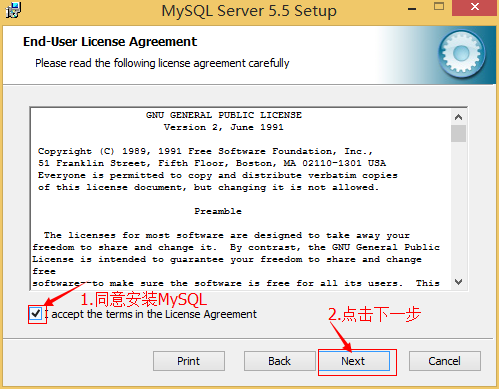 MySQL Server 5.5 Setup
End-User License Agreement
Please read the following license agreement carefully
GNU GENERAL PUBLIC LICENSE
Version 2, June 1991
Copyright (C) 1989, 1991 Free Software Foundation, Inc.,
51 Franklin Street, Fifth Floor, Boston, MA 02110-1301 USA
Everyone is permitted to copy and distribute verbatim copies
of this license document, but changing it is not allowed.
Preamble
The licenses for most software are designed to take away your
freedom to share and change it. By contrast, the GNU General Public
License is intended to guarantee your freedom to share and change
free
software--to make sure the software is free for all its users. This
1.同意安装MySQL
I accept the terms in the License Agreement
2.点击下一步
Print Back Next Cancel